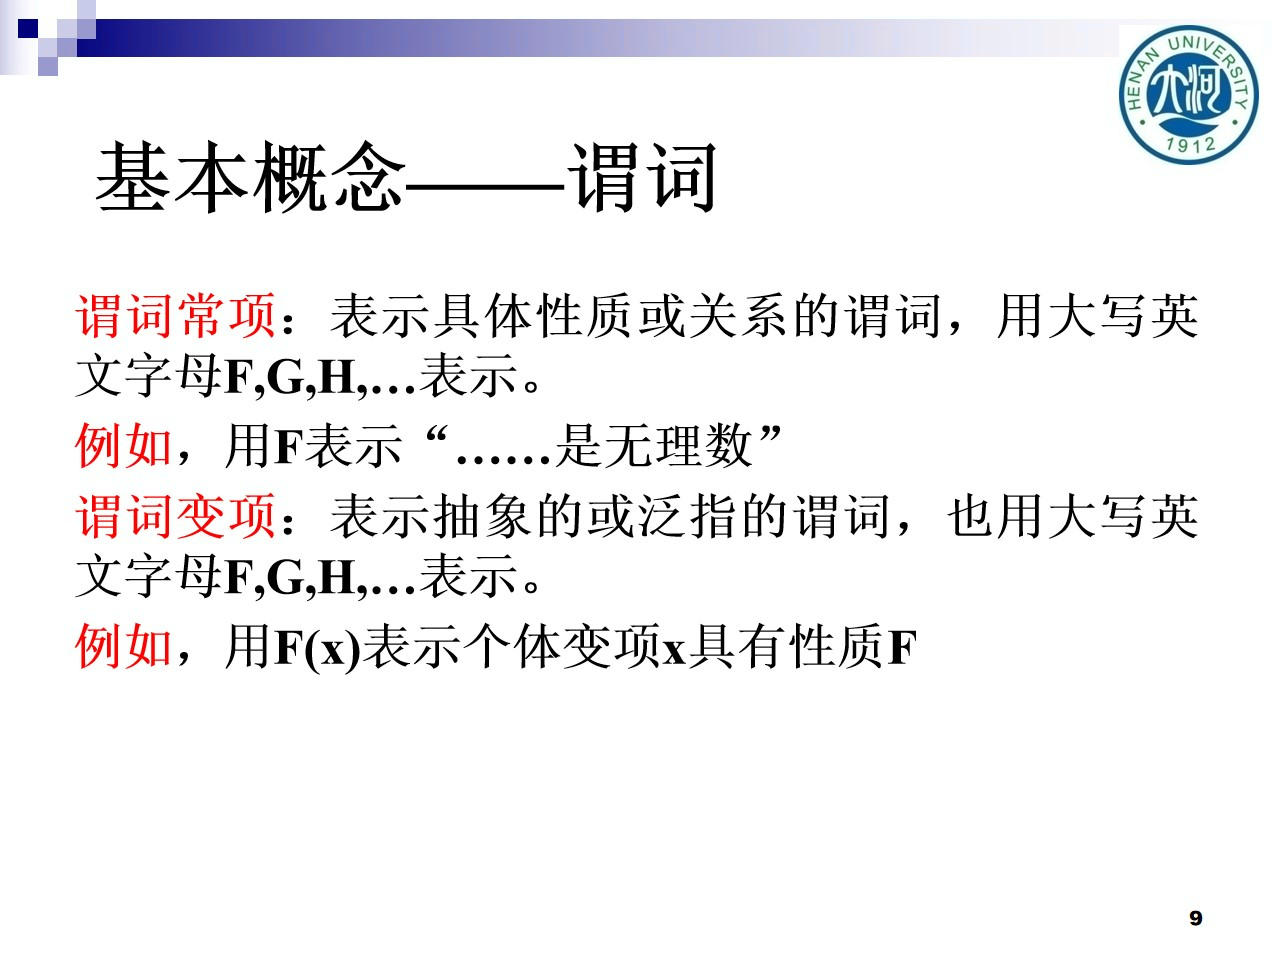 HENAN UNIVERSITY
大河
1912
基本概念——谓词
谓词常项：表示具体性质或关系的谓词，用大写英
文字母F,G,H,…表示。
例如，用F表示“……是无理数”
谓词变项：表示抽象的或泛指的谓词，也用大写英
文字母F,G,H,…表示。
例如，用F(x)表示个体变项x具有性质F
9